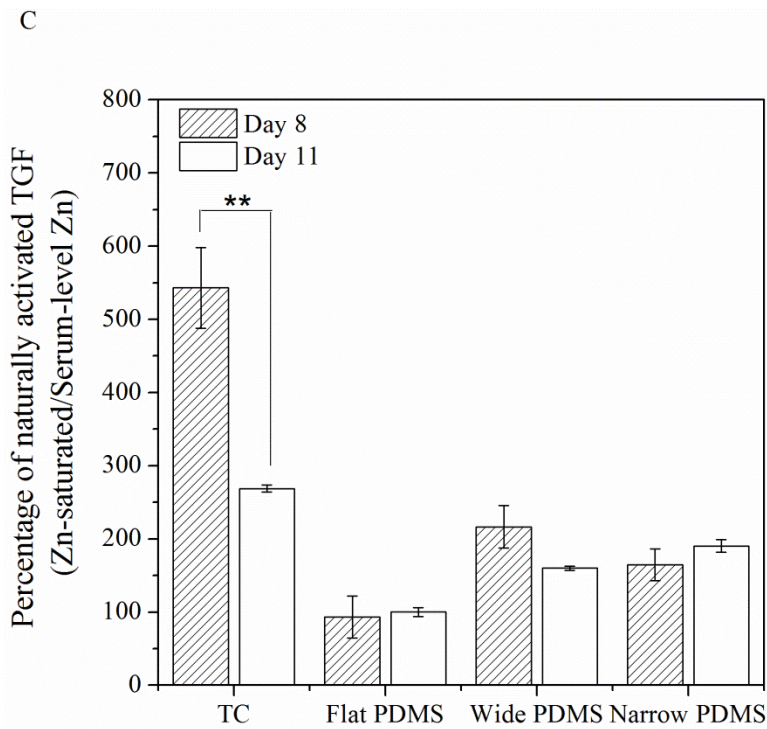 C
Percentage of naturally activated TGF
(Zn-saturated/Serum-level Zn)
800
700
600
500
400
300
200
100
0
Day 8
Day 11
**
TC
Flat PDMS
Wide PDMS
Narrow PDMS